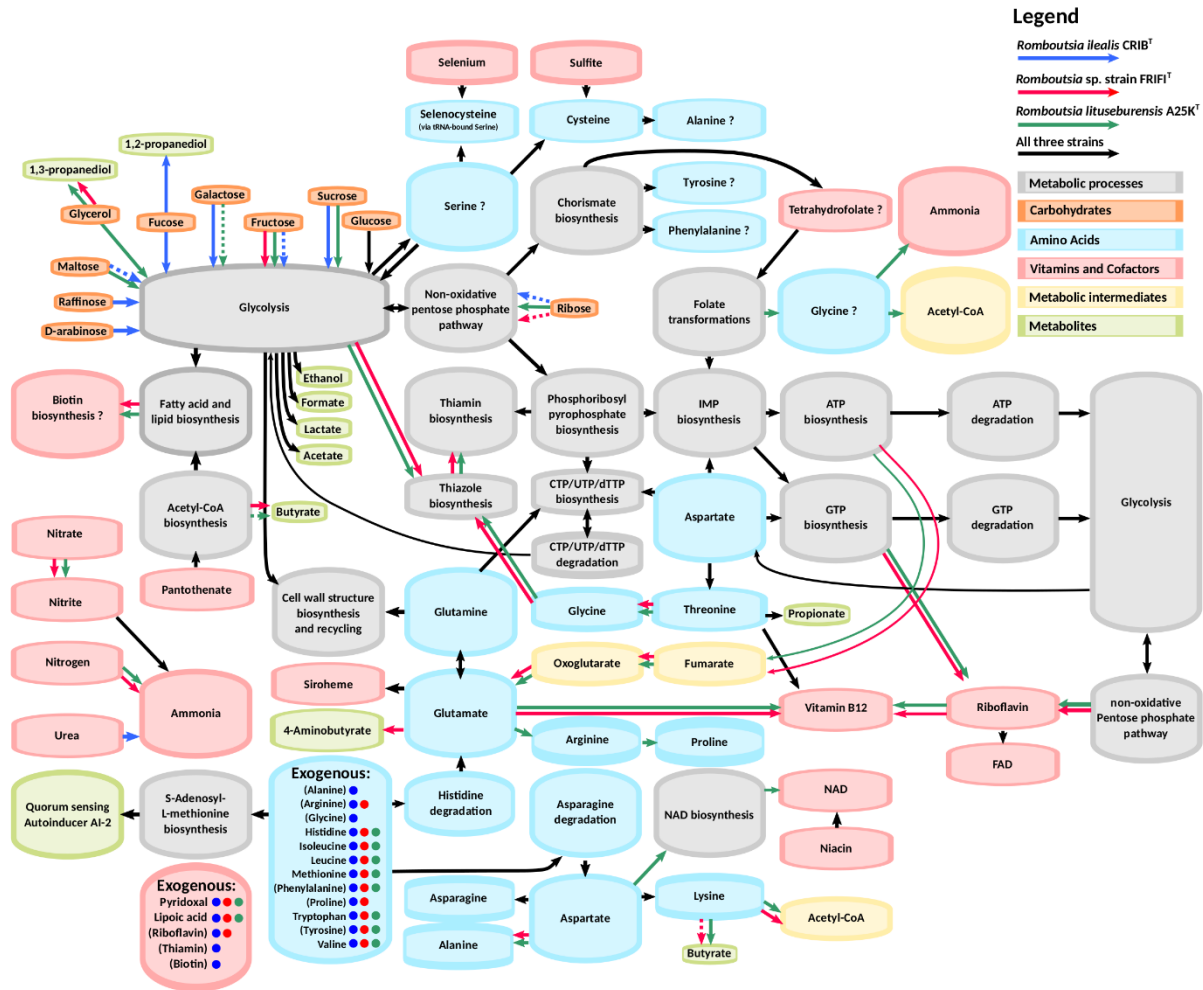 Legend
Romboutsia ilealis CRIBᵀ
Romboutsia sp. strain FRIFIᵀ
Romboutsia lituseburensis A25Kᵀ
All three strains
Metabolic processes
Carbohydrates
Amino Acids
Vitamins and Cofactors
Metabolic intermediates
Metabolites
Selenium
Sulfite
Selenocysteine
(via tRNA-bound Serine)
Cysteine
Alanine ?
1,2-propanediol
1,3-propanediol
Galactose
Sucrose
Glycerol
Fucose
Fructose
Glucose
Serine ?
Chorismate
biosynthesis
Tyrosine ?
Phenylalanine ?
Tetrahydrofolate ?
Ammonia
Maltose
Raffinose
D-arabinose
Glycolysis
Non-oxidative
pentose phosphate
pathway
Ribose
Folate
transformations
Glycine ?
Acetyl-CoA
Biotin
biosynthesis ?
Fatty acid and
lipid biosynthesis
Ethanol
Formate
Lactate
Acetate
Thiamin
biosynthesis
Phosphoribosyl
pyrophosphate
biosynthesis
IMP
biosynthesis
ATP
biosynthesis
ATP
degradation
Glycolysis
Acetyl-CoA
biosynthesis
Butyrate
Thiazole
biosynthesis
CTP/UTP/dTTP
biosynthesis
Aspartate
GTP
biosynthesis
GTP
degradation
CTP/UTP/dTTP
degradation
Nitrate
Nitrite
Pantothenate
Cell wall structure
biosynthesis
and recycling
Glutamine
Glycine
Threonine
Propionate
Nitrogen
Urea
Ammonia
Siroheme
4-Aminobutyrate
Glutamate
Oxoglutarate
Fumarate
Vitamin B12
Riboflavin
non-oxidative
Pentose phosphate
pathway
Arginine
Proline
FAD
Quorum sensing
Autoinducer AI-2
S-Adenosyl-
L-methionine
biosynthesis
Exogenous:
(Alanine)
(Arginine)
(Glycine)
Histidine
Isoleucine
Leucine
Methionine
(Phenylalanine)
(Proline)
Tryptophan
(Tyrosine)
Valine
Histidine
degradation
Asparagine
degradation
NAD biosynthesis
NAD
Niacin
Exogenous:
Pyridoxal
Lipoic acid
(Riboflavin)
(Thiamin)
(Biotin)
Asparagine
Alanine
Aspartate
Lysine
Acetyl-CoA
Butyrate